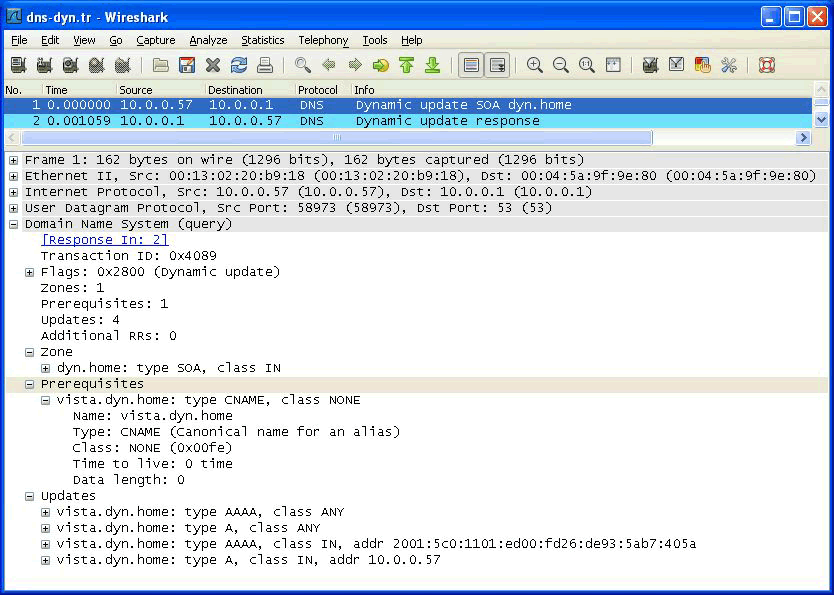 dns-dyn.tr - Wireshark
File Edit View Go Capture Analyze Statistics Telephony Tools Help
No. Time Source Destination Protocol Info
1 0.000000 10.0.0.57 10.0.0.1 DNS Dynamic update SOA dyn.home
2 0.001059 10.0.0.1 10.0.0.57 DNS Dynamic update response
Frame 1: 162 bytes on wire (1296 bits), 162 bytes captured (1296 bits)
Ethernet II, Src: 00:13:02:20:b9:18 (00:13:02:20:b9:18), Dst: 00:04:5a:9f:9e:80 (00:04:5a:9f:9e:80)
Internet Protocol, Src: 10.0.0.57 (10.0.0.57), Dst: 10.0.0.1 (10.0.0.1)
User Datagram Protocol, Src Port: 58973 (58973), Dst Port: 53 (53)
Domain Name System (query)
[Response In: 2]
Transaction ID: 0x4089
Flags: 0x2800 (Dynamic update)
Zones: 1
Prerequisites: 1
Updates: 4
Additional RRs: 0
Zone
dyn.home: type SOA, class IN
Prerequisites
vista.dyn.home: type CNAME, class NONE
Name: vista.dyn.home
Type: CNAME (Canonical name for an alias)
Class: NONE (0x00fe)
Time to live: 0 time
Data length: 0
Updates
vista.dyn.home: type AAAA, class ANY
vista.dyn.home: type A, class ANY
vista.dyn.home: type AAAA, class IN, addr 2001:5c0:1101:ed00:fd26:de93:5ab7:405a
vista.dyn.home: type A, class IN, addr 10.0.0.57